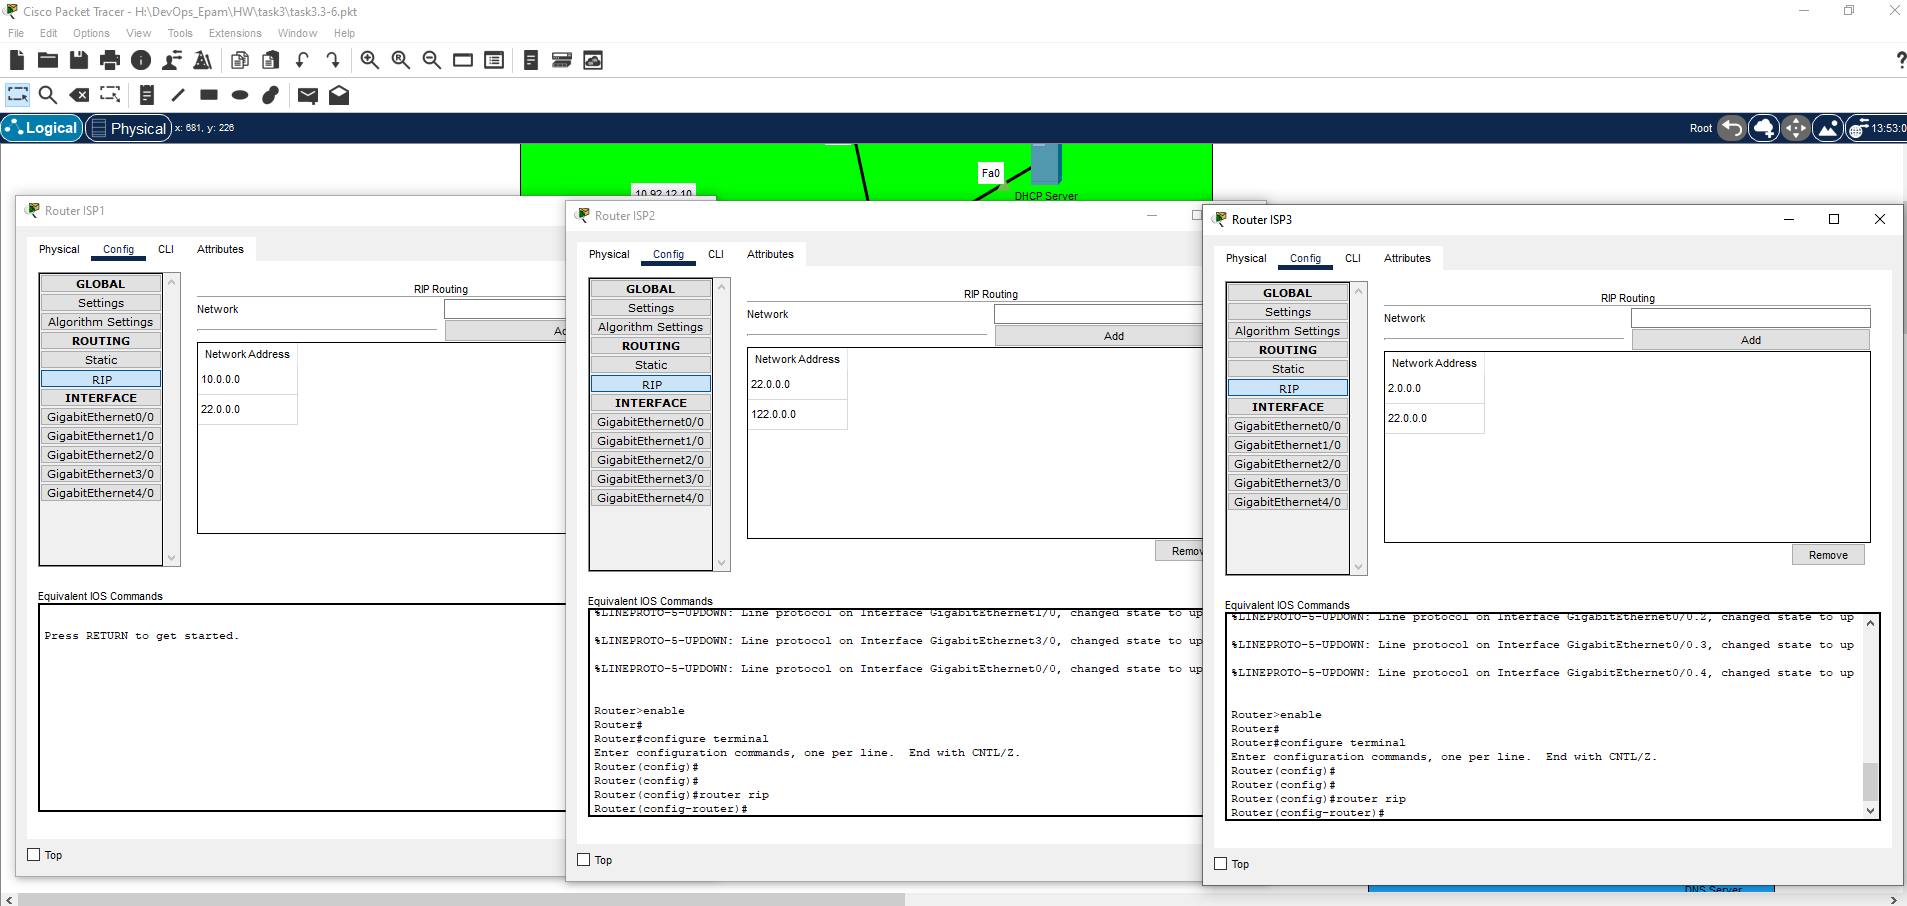 Cisco Packet Tracer - H:\DevOps_Epam\HW\task3\task3.3-6.pkt
File Edit Options View Tools Extensions Window Help
?
Logical Physical x: 681, y: 226 Root 13:53:0
Fa0
DHCP Server
10.92.12.10
Router ISP1
Physical Config CLI Attributes
GLOBAL
Settings
Algorithm Settings
ROUTING
Static
RIP
INTERFACE
GigabitEthernet0/0
GigabitEthernet1/0
GigabitEthernet2/0
GigabitEthernet3/0
GigabitEthernet4/0
RIP Routing
Network
Ad
Network Address
10.0.0.0
22.0.0.0
Equivalent IOS Commands
Press RETURN to get started.
Top
Router ISP2
Physical Config CLI Attributes
GLOBAL
Settings
Algorithm Settings
ROUTING
Static
RIP
INTERFACE
GigabitEthernet0/0
GigabitEthernet1/0
GigabitEthernet2/0
GigabitEthernet3/0
GigabitEthernet4/0
RIP Routing
Network
Add
Network Address
22.0.0.0
122.0.0.0
Remov
Equivalent IOS Commands
%LINEPROTO-5-UPDOWN: Line protocol on Interface GigabitEthernet1/0, changed state to up
%LINEPROTO-5-UPDOWN: Line protocol on Interface GigabitEthernet3/0, changed state to up
%LINEPROTO-5-UPDOWN: Line protocol on Interface GigabitEthernet0/0, changed state to up
Router>enable
Router#
Router#configure terminal
Enter configuration commands, one per line. End with CNTL/Z.
Router(config)#
Router(config)#
Router(config)#router rip
Router(config-router)#
Top
Router ISP3
Physical Config CLI Attributes
GLOBAL
Settings
Algorithm Settings
ROUTING
Static
RIP
INTERFACE
GigabitEthernet0/0
GigabitEthernet1/0
GigabitEthernet2/0
GigabitEthernet3/0
GigabitEthernet4/0
RIP Routing
Network
Add
Network Address
2.0.0.0
22.0.0.0
Remove
Equivalent IOS Commands
%LINEPROTO-5-UPDOWN: Line protocol on Interface GigabitEthernet0/0.2, changed state to up
%LINEPROTO-5-UPDOWN: Line protocol on Interface GigabitEthernet0/0.3, changed state to up
%LINEPROTO-5-UPDOWN: Line protocol on Interface GigabitEthernet0/0.4, changed state to up
Router>enable
Router#
Router#configure terminal
Enter configuration commands, one per line. End with CNTL/Z.
Router(config)#
Router(config)#
Router(config)#router rip
Router(config-router)#
Top
DNS Server